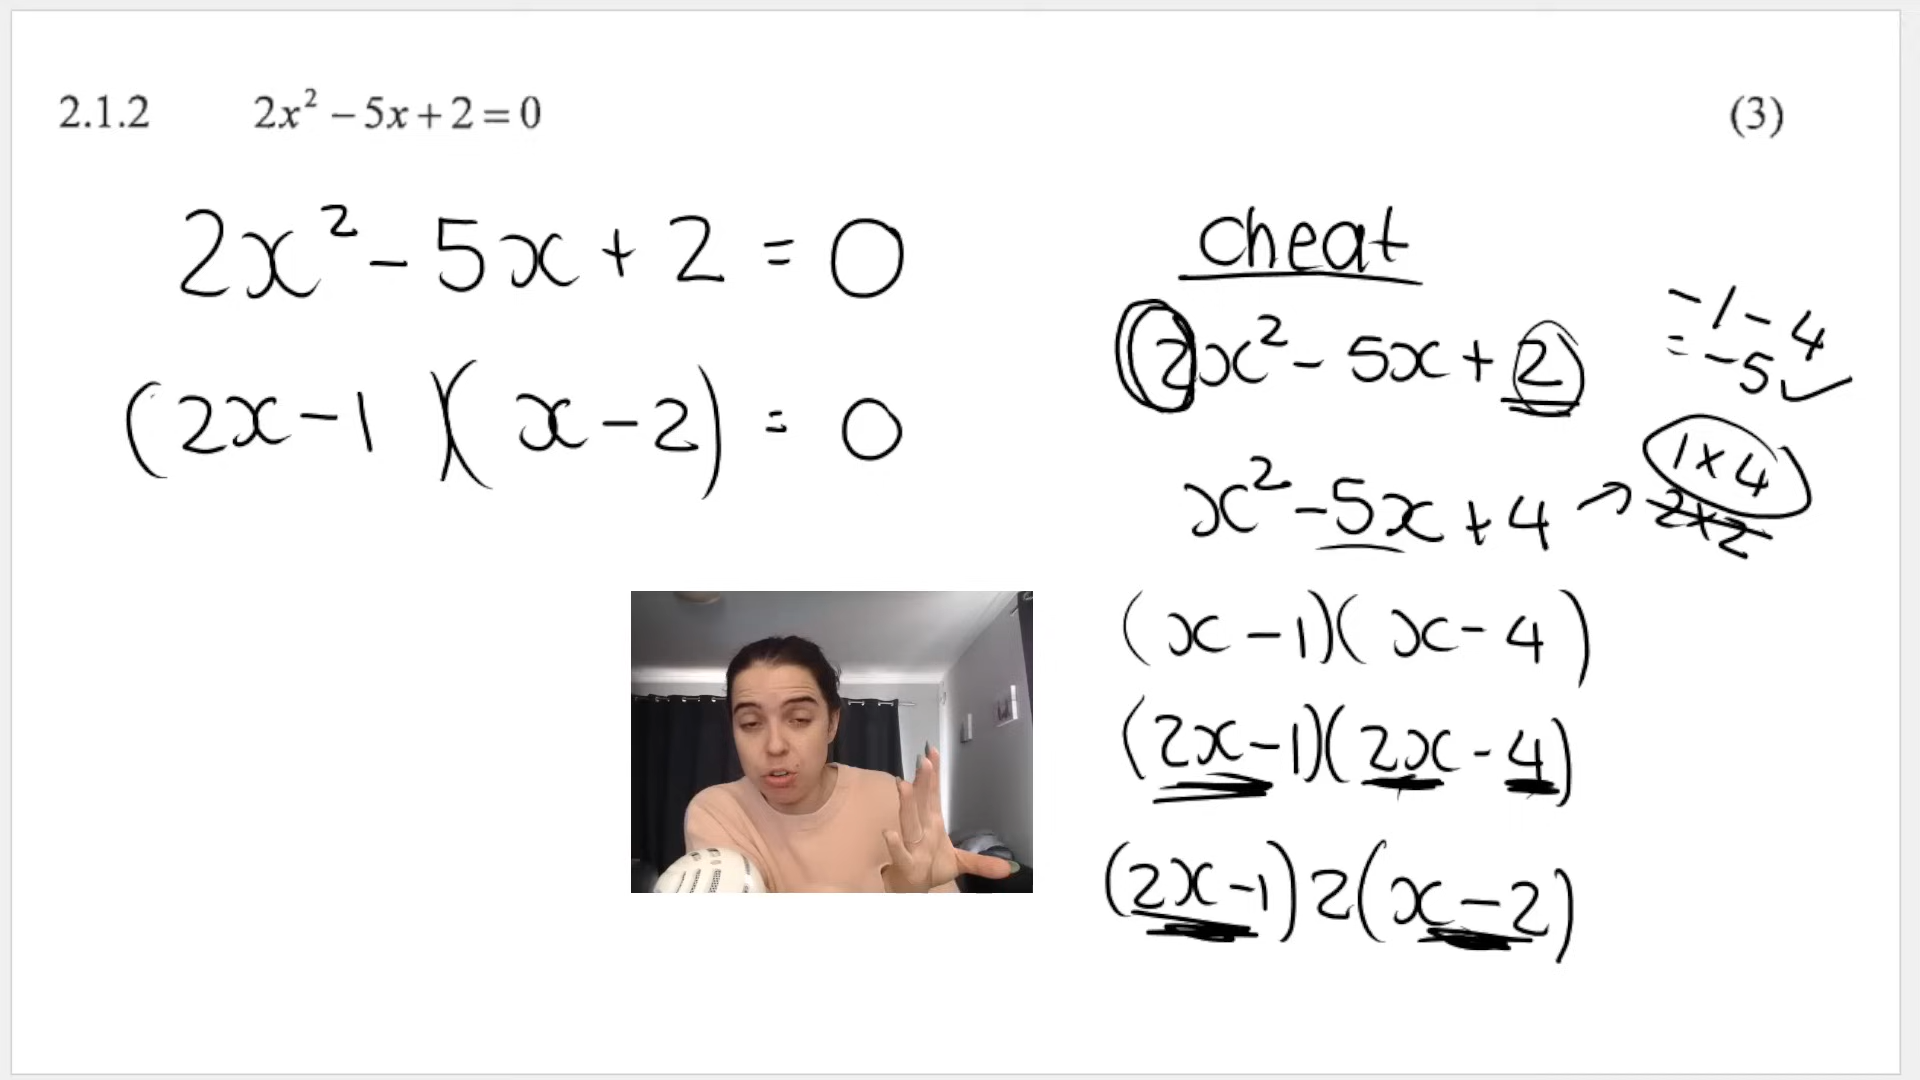 2.1.2 2x² − 5x + 2 = 0 (3)
2x² − 5x + 2 = 0
(2x − 1)(x − 2) = 0
cheat
2x² − 5x + 2
−1 − 4
= −5 ✓
x² − 5x + 4 → 1 × 4
2 × 2
(x − 1)(x − 4)
(2x − 1)(2x − 4)
(2x − 1) 2(x − 2)